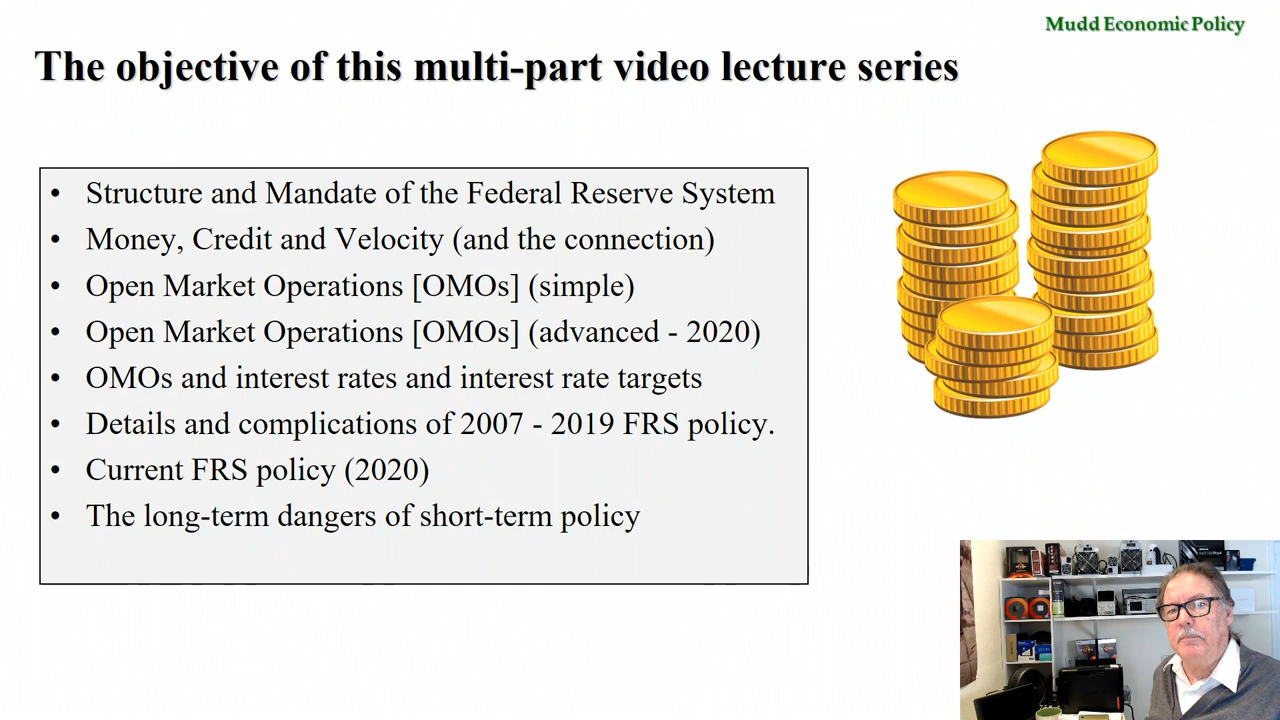 Mudd Economic Policy
The objective of this multi-part video lecture series
• Structure and Mandate of the Federal Reserve System
• Money, Credit and Velocity (and the connection)
• Open Market Operations [OMOs] (simple)
• Open Market Operations [OMOs] (advanced - 2020)
• OMOs and interest rates and interest rate targets
• Details and complications of 2007 - 2019 FRS policy.
• Current FRS policy (2020)
• The long-term dangers of short-term policy